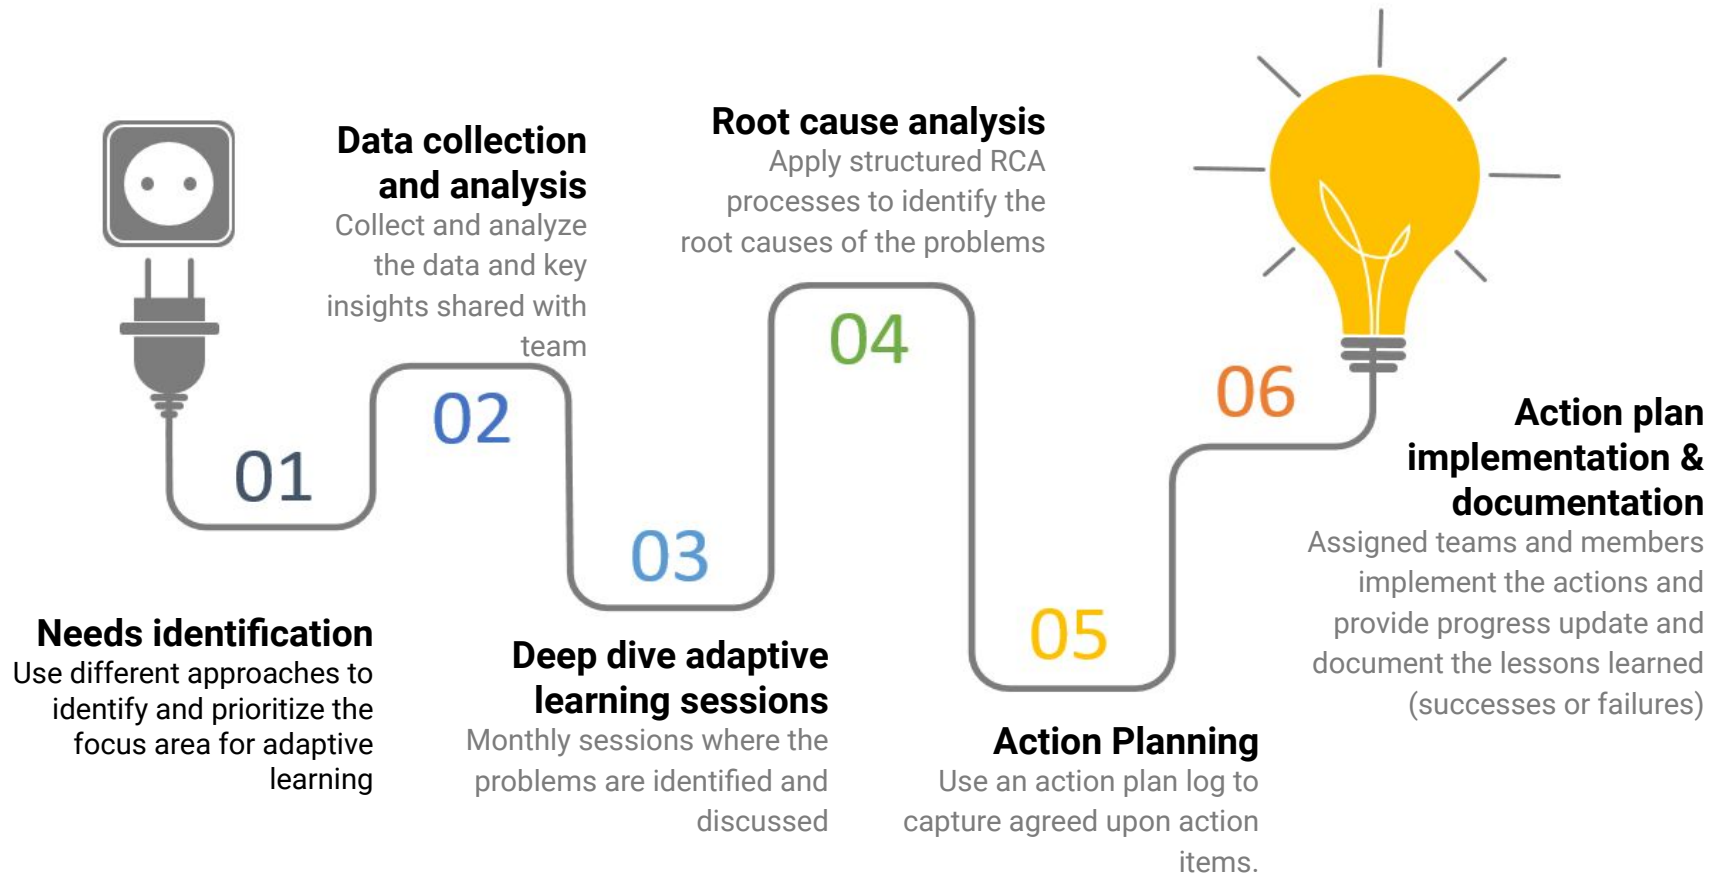 01
Needs identification
Use different approaches to
identify and prioritize the
focus area for adaptive
learning
02
Data collection
and analysis
Collect and analyze
the data and key
insights shared with
team
03
Deep dive adaptive
learning sessions
Monthly sessions where the
problems are identified and
discussed
04
Root cause analysis
Apply structured RCA
processes to identify the
root causes of the problems
05
Action Planning
Use an action plan log to
capture agreed upon action
items.
06
Action plan
implementation &
documentation
Assigned teams and members
implement the actions and
provide progress update and
document the lessons learned
(successes or failures)